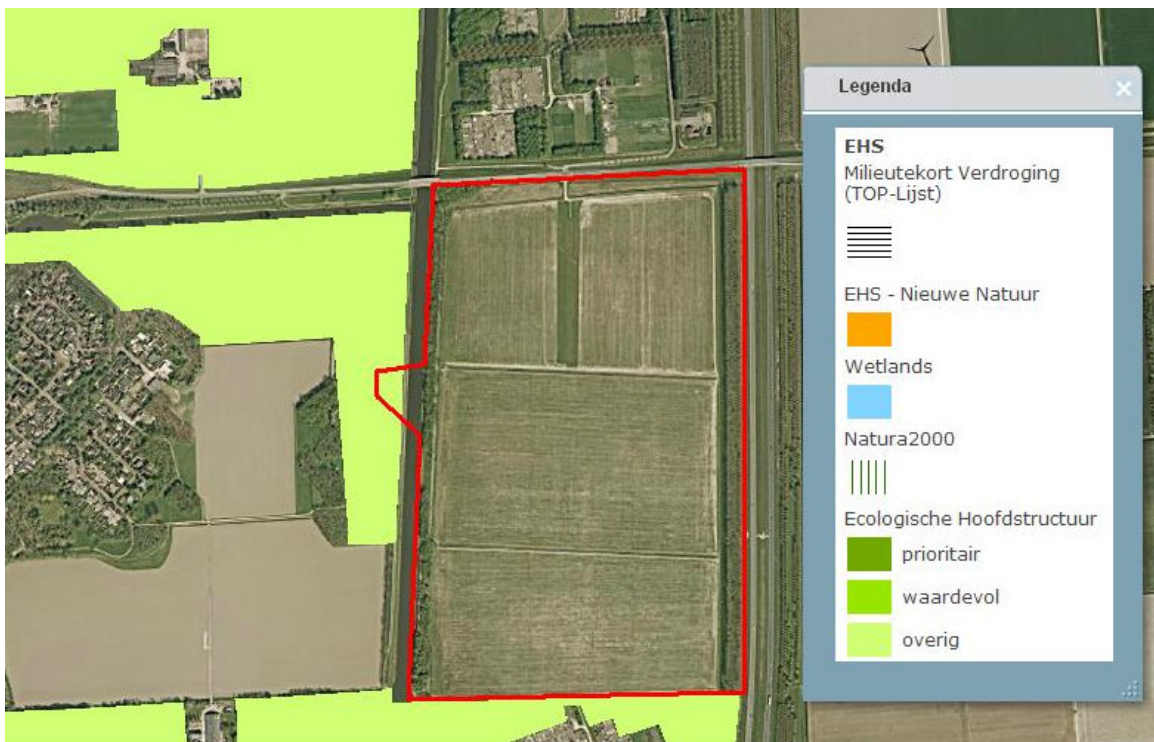 Legenda
EHS
Milieutekort Verdroging
(TOP-Lijst)
EHS - Nieuwe Natuur
Wetlands
Natura2000
Ecologische Hoofdstructuur
prioritair
waardevol
overig